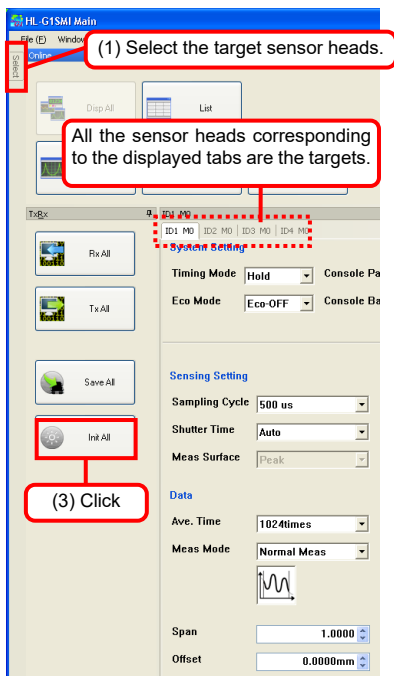 HL-G1SMI Main
File (E) Window
(1) Select the target sensor heads.
Select
Online
Disp All
List
All the sensor heads corresponding
to the displayed tabs are the targets.
TxRx
ID1 M0
ID1 M0 ID2 M0 ID3 M0 ID4 M0
System Setting
Rx All
Timing Mode Hold Console Pa
Eco Mode Eco-OFF Console Ba
Tx All
Sensing Setting
Save All
Sampling Cycle 500 us
Shutter Time Auto
Init All
Meas Surface Peak
(3) Click
Data
Ave. Time 1024times
Meas Mode Normal Meas
Span 1.0000
Offset 0.0000mm